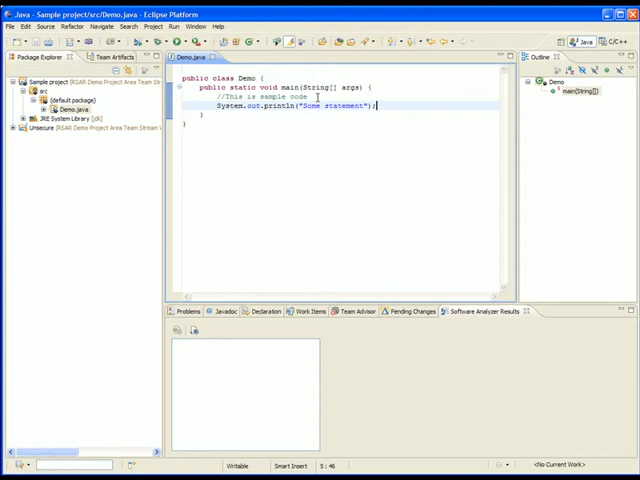 Java - Sample project/src/Demo.java - Eclipse Platform
File Edit Source Refactor Navigate Search Project Run Window Help
Java C/C++
Package Explorer Team Artifacts
Sample project (RSAR Demo Project Area Team Stream
src
(default package)
Demo.java
JRE System Library [jdk]
Unsecure (RSAR Demo Project Area Team Stream Wo
Demo.java
public class Demo {
public static void main(String[] args) {
//This is sample code
System.out.println("Some statement");
}
}
Outline
Demo
main(String[])
Problems Javadoc Declaration Work Items Team Advisor Pending Changes Software Analyzer Results
Writable Smart Insert 5 : 46 <No Current Work>